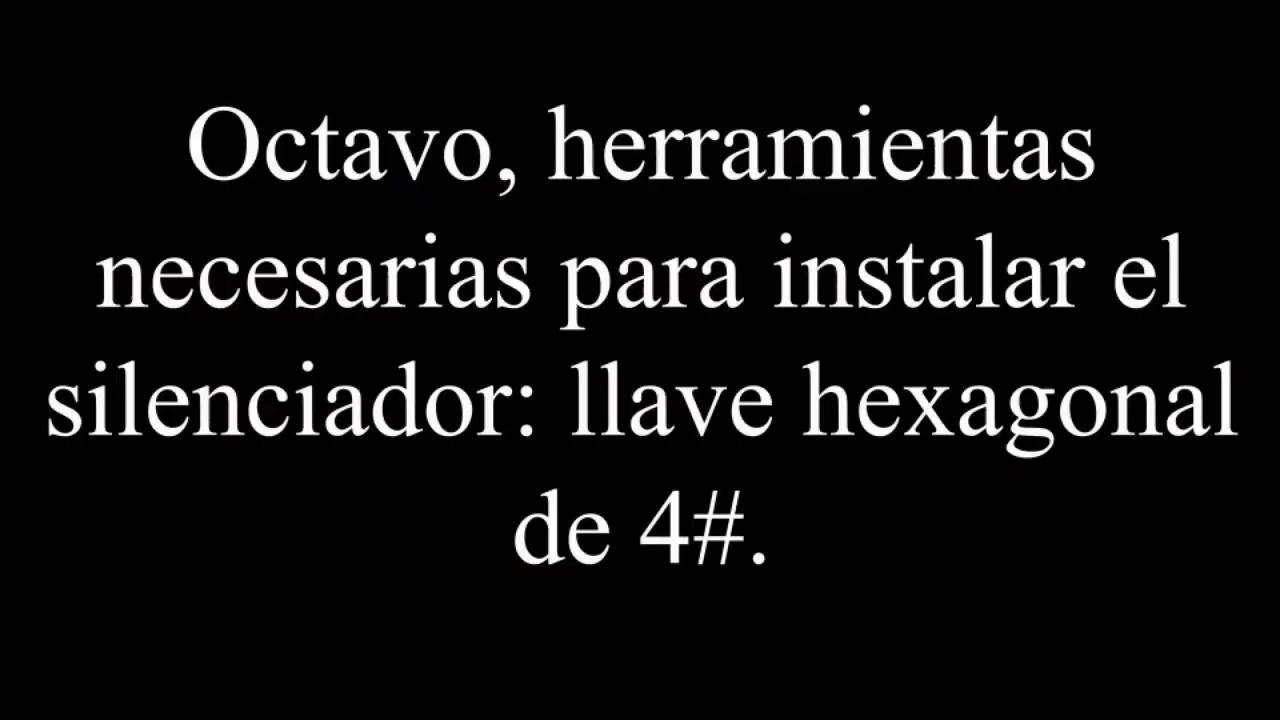 Octavo, herramientas
necesarias para instalar el
silenciador: llave hexagonal
de 4#.